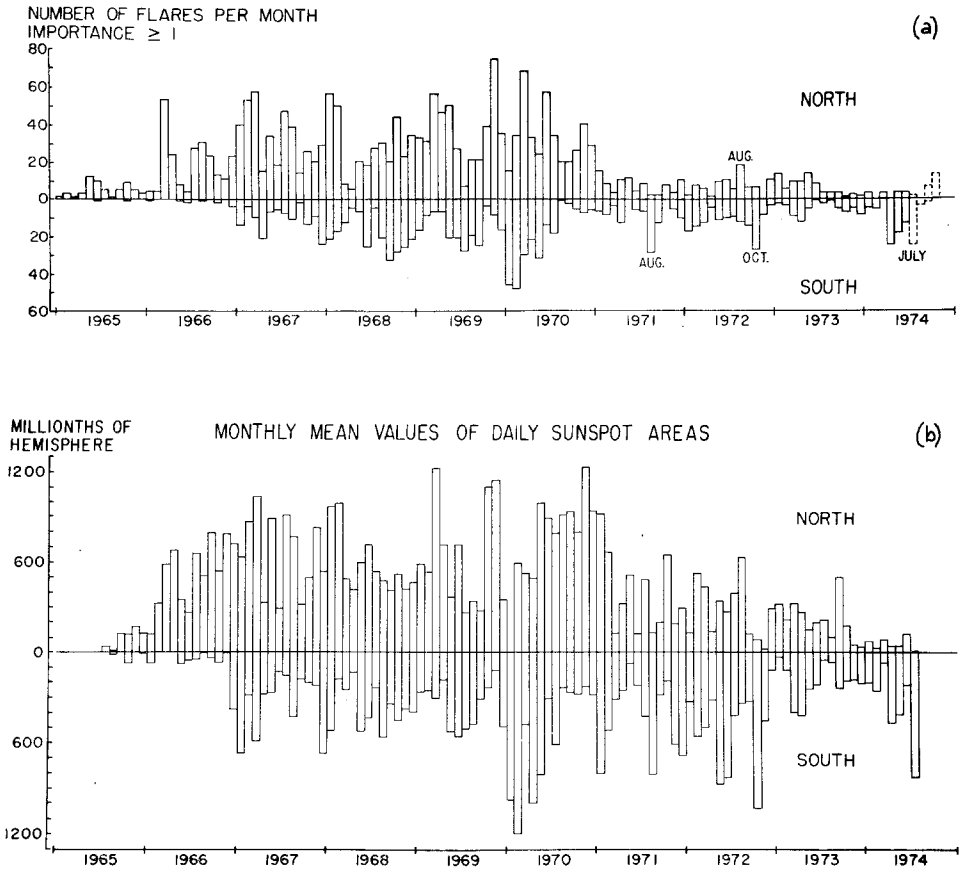 NUMBER OF FLARES PER MONTH
IMPORTANCE ≥ 1
(a)
80
60
40
20
0
20
40
60
NORTH
AUG.
AUG.
OCT.
JULY
SOUTH
1965 1966 1967 1968 1969 1970 1971 1972 1973 1974
MILLIONTHS OF
HEMISPHERE
MONTHLY MEAN VALUES OF DAILY SUNSPOT AREAS
(b)
1200
600
0
600
1200
NORTH
SOUTH
1965 1966 1967 1968 1969 1970 1971 1972 1973 1974